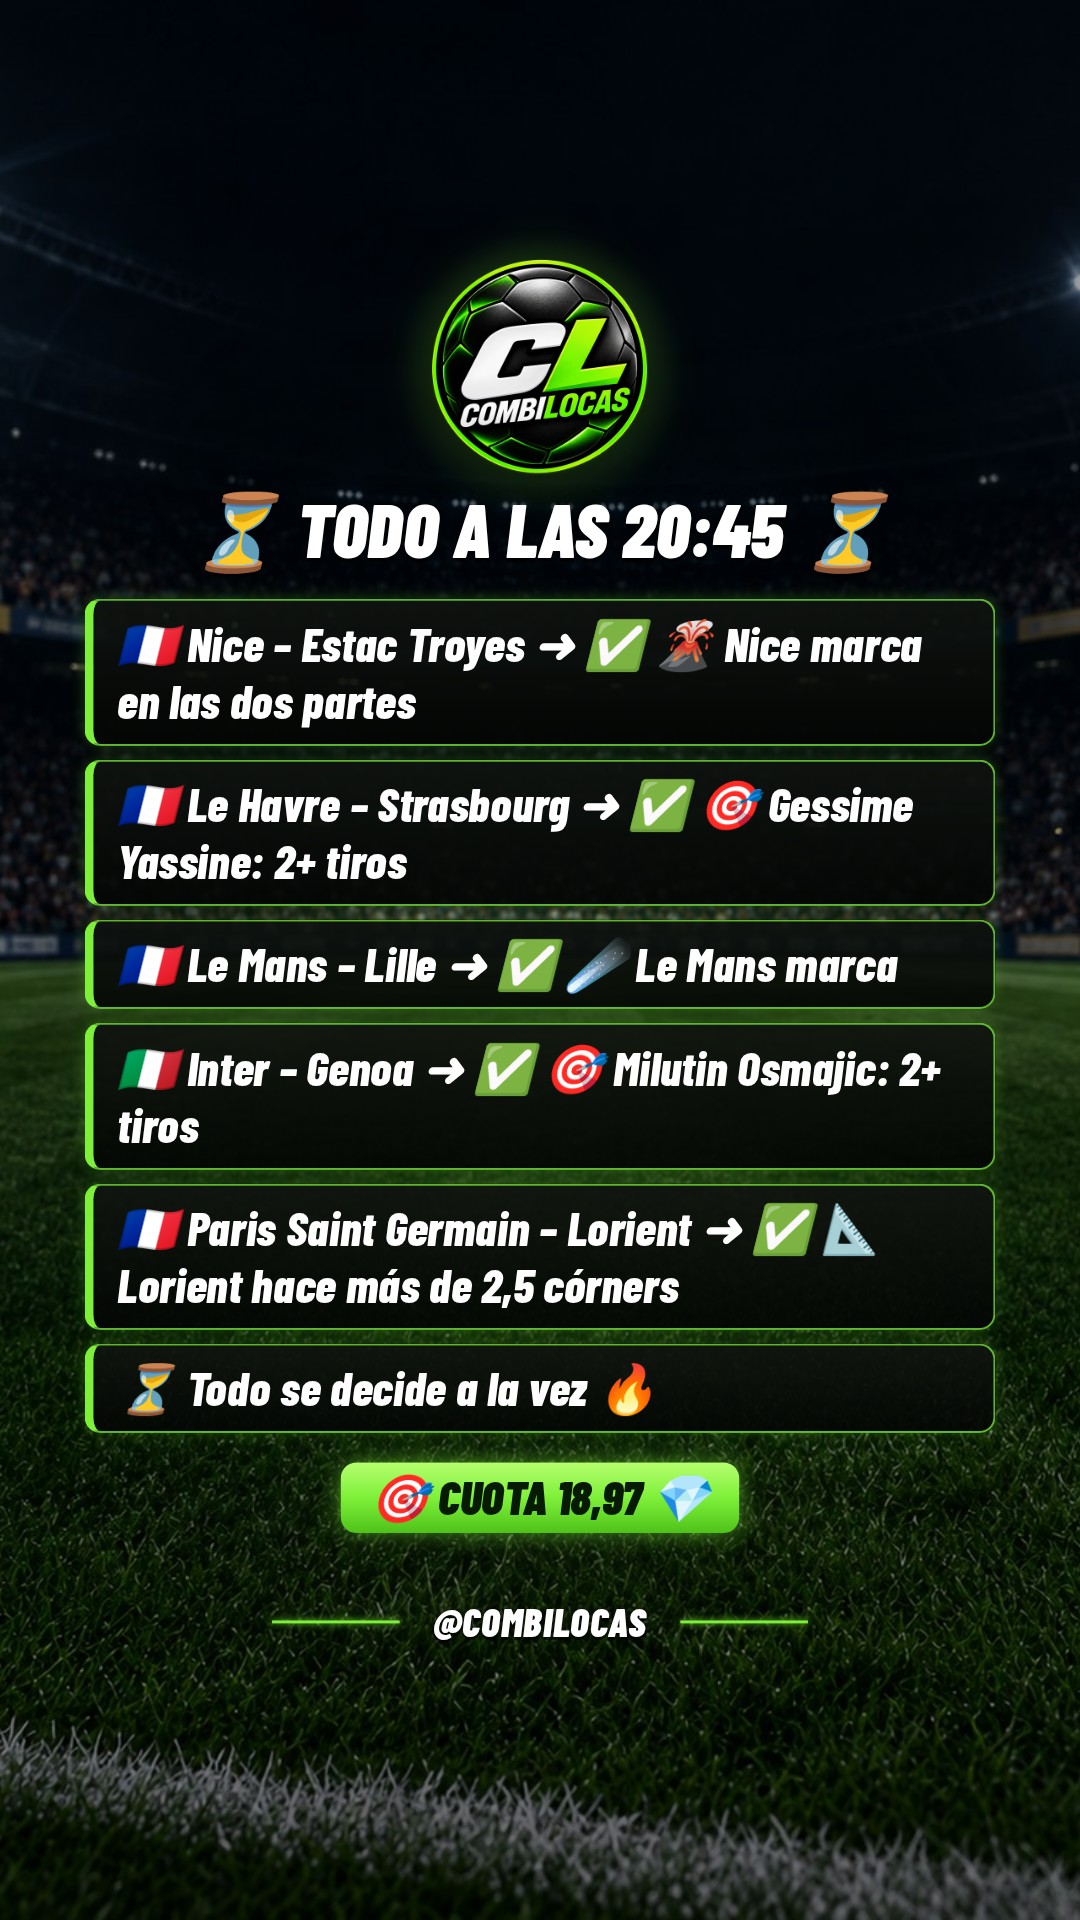 CL
COMBILOCAS
⏳ TODO A LAS 20:45 ⏳
🇫🇷 Nice – Estac Troyes ➜ ✅ 🌋 Nice marca
en las dos partes
🇫🇷 Le Havre – Strasbourg ➜ ✅ 🎯 Gessime
Yassine: 2+ tiros
🇫🇷 Le Mans – Lille ➜ ✅ ☄️ Le Mans marca
🇮🇹 Inter – Genoa ➜ ✅ 🎯 Milutin Osmajic: 2+
tiros
🇫🇷 Paris Saint Germain – Lorient ➜ ✅ 📐
Lorient hace más de 2,5 córners
⏳ Todo se decide a la vez 🔥
🎯 CUOTA 18,97 💎
@COMBILOCAS